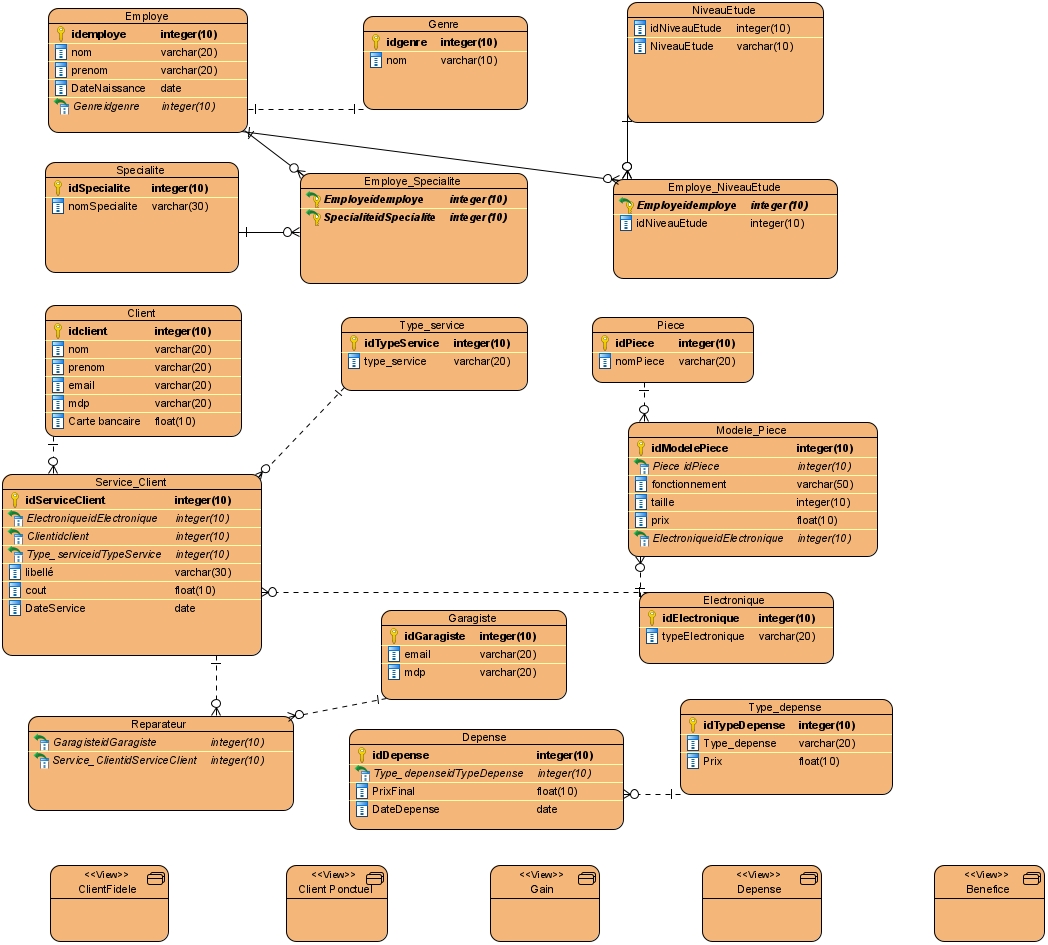 Employe
idemploye integer(10)
nom varchar(20)
prenom varchar(20)
DateNaissance date
Genreidgenre integer(10)
Genre
idgenre integer(10)
nom varchar(10)
NiveauEtude
idNiveauEtude integer(10)
NiveauEtude varchar(10)
Specialite
idSpecialite integer(10)
nomSpecialite varchar(30)
Employe_Specialite
Employeidemploye integer(10)
SpecialiteidSpecialite integer(10)
Employe_NiveauEtude
Employeidemploye integer(10)
idNiveauEtude integer(10)
Client
idclient integer(10)
nom varchar(20)
prenom varchar(20)
email varchar(20)
mdp varchar(20)
Carte bancaire float(10)
Type_service
idTypeService integer(10)
type_service varchar(20)
Piece
idPiece integer(10)
nomPiece varchar(20)
Modele_Piece
idModelePiece integer(10)
Piece idPiece integer(10)
fonctionnement varchar(50)
taille integer(10)
prix float(10)
ElectroniqueidElectronique integer(10)
Service_Client
idServiceClient integer(10)
ElectroniqueidElectronique integer(10)
Clientidclient integer(10)
Type_serviceidTypeService integer(10)
libellé varchar(30)
cout float(10)
DateService date
Electronique
idElectronique integer(10)
typeElectronique varchar(20)
Garagiste
idGaragiste integer(10)
email varchar(20)
mdp varchar(20)
Reparateur
GaragisteidGaragiste integer(10)
Service_ClientidServiceClient integer(10)
Depense
idDepense integer(10)
Type_depenseidTypeDepense integer(10)
PrixFinal float(10)
DateDepense date
Type_depense
idTypeDepense integer(10)
Type_depense varchar(20)
Prix float(10)
<<View>>
ClientFidele
<<View>>
Client Ponctuel
<<View>>
Gain
<<View>>
Depense
<<View>>
Benefice